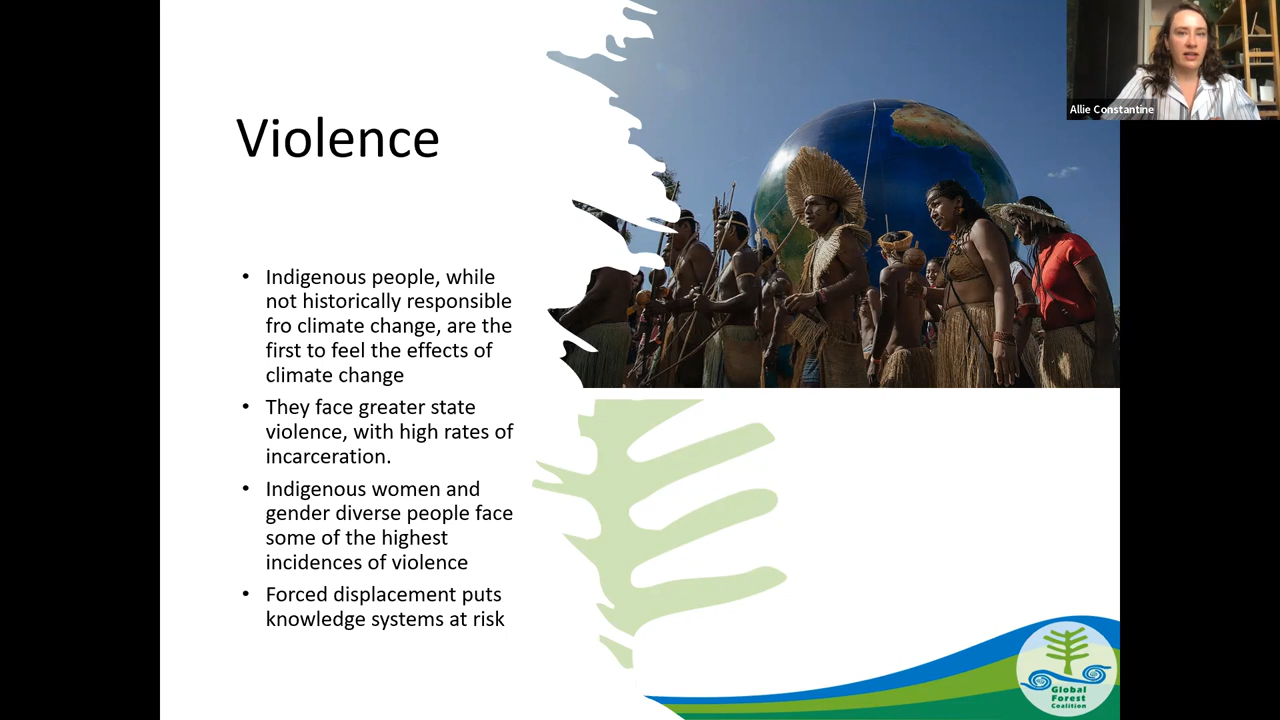 Violence
• Indigenous people, while
not historically responsible
fro climate change, are the
first to feel the effects of
climate change
• They face greater state
violence, with high rates of
incarceration.
• Indigenous women and
gender diverse people face
some of the highest
incidences of violence
• Forced displacement puts
knowledge systems at risk
Allie Constantine
Global
Forest
Coalition